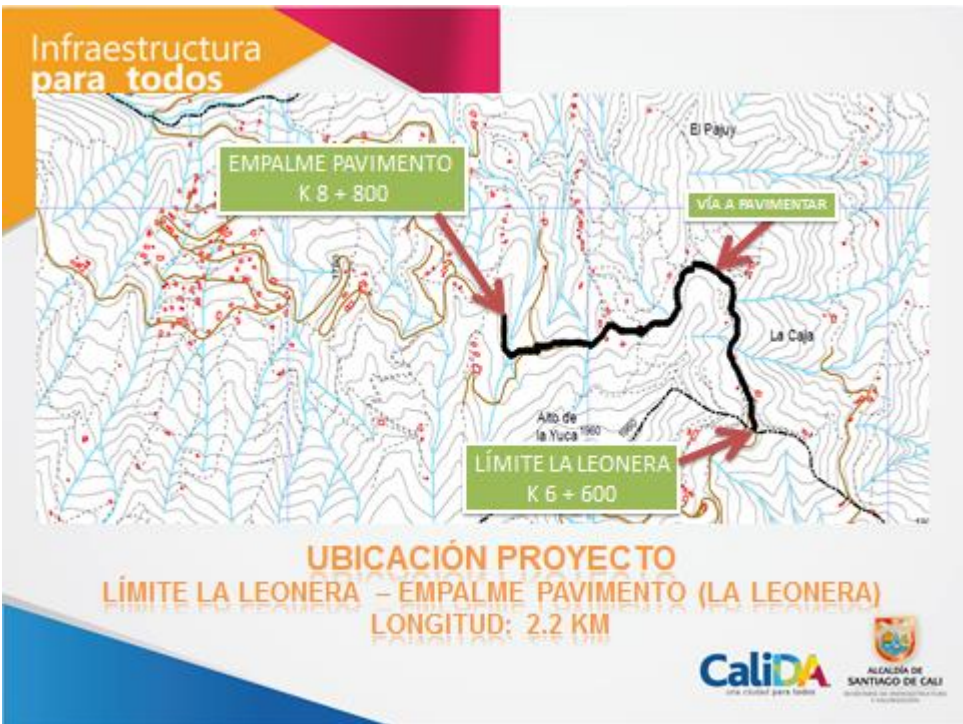 Infraestructura
para todos
El Pajuy
EMPALME PAVIMENTO
K 8 + 800
VÍA A PAVIMENTAR
La Caja
Alto de
la Yuca 1960
LÍMITE LA LEONERA
K 6 + 600
UBICACIÓN PROYECTO
LÍMITE LA LEONERA – EMPALME PAVIMENTO (LA LEONERA)
LONGITUD: 2.2 KM
CaliDA
una ciudad para todos
ALCALDÍA DE
SANTIAGO DE CALI